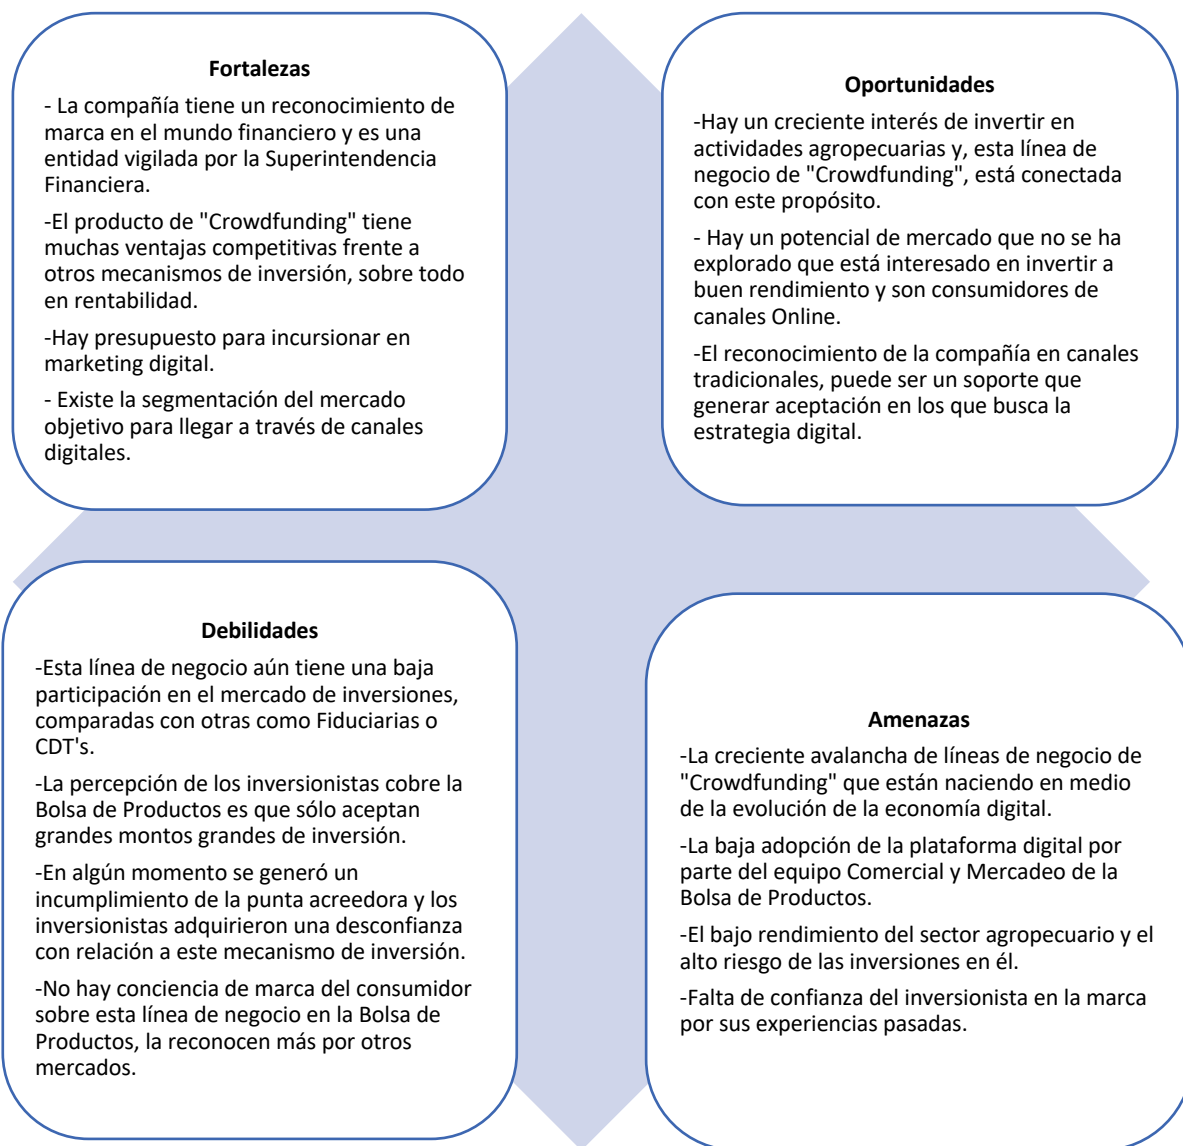 Fortalezas
- La compañía tiene un reconocimiento de
marca en el mundo financiero y es una
entidad vigilada por la Superintendencia
Financiera.
-El producto de "Crowdfunding" tiene
muchas ventajas competitivas frente a
otros mecanismos de inversión, sobre todo
en rentabilidad.
-Hay presupuesto para incursionar en
marketing digital.
- Existe la segmentación del mercado
objetivo para llegar a través de canales
digitales.
Oportunidades
-Hay un creciente interés de invertir en
actividades agropecuarias y, esta línea de
negocio de "Crowdfunding", está conectada
con este propósito.
- Hay un potencial de mercado que no se ha
explorado que está interesado en invertir a
buen rendimiento y son consumidores de
canales Online.
-El reconocimiento de la compañía en canales
tradicionales, puede ser un soporte que
generar aceptación en los que busca la
estrategia digital.
Debilidades
-Esta línea de negocio aún tiene una baja
participación en el mercado de inversiones,
comparadas con otras como Fiduciarias o
CDT's.
-La percepción de los inversionistas cobre la
Bolsa de Productos es que sólo aceptan
grandes montos grandes de inversión.
-En algún momento se generó un
incumplimiento de la punta acreedora y los
inversionistas adquirieron una desconfianza
con relación a este mecanismo de inversión.
-No hay conciencia de marca del consumidor
sobre esta línea de negocio en la Bolsa de
Productos, la reconocen más por otros
mercados.
Amenazas
-La creciente avalancha de líneas de negocio de
"Crowdfunding" que están naciendo en medio
de la evolución de la economía digital.
-La baja adopción de la plataforma digital por
parte del equipo Comercial y Mercadeo de la
Bolsa de Productos.
-El bajo rendimiento del sector agropecuario y el
alto riesgo de las inversiones en él.
-Falta de confianza del inversionista en la marca
por sus experiencias pasadas.